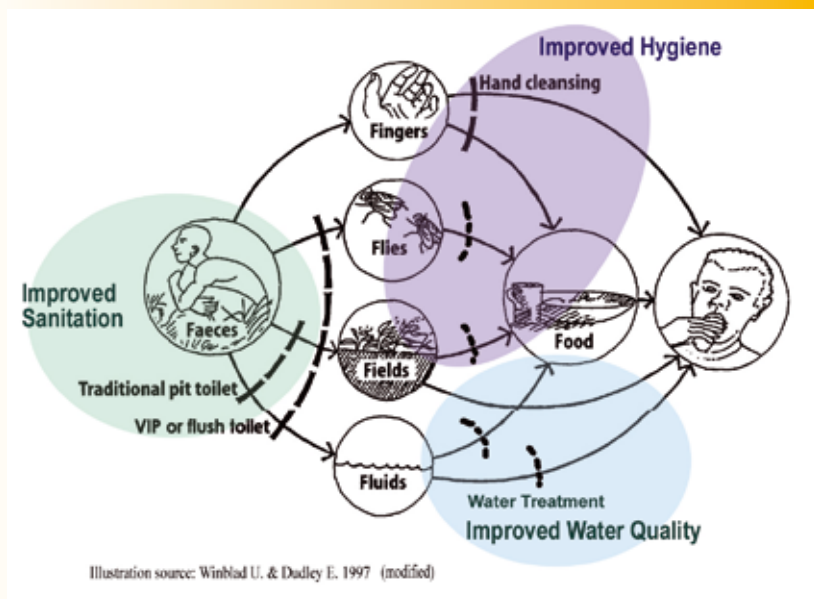 Improved Hygiene
Hand cleansing
Fingers
Flies
Improved
Sanitation
Faeces
Food
Fields
Traditional pit toilet
VIP or flush toilet
Fluids
Water Treatment
Improved Water Quality
Illustration source: Winblad U. & Dudley E. 1997 (modified)